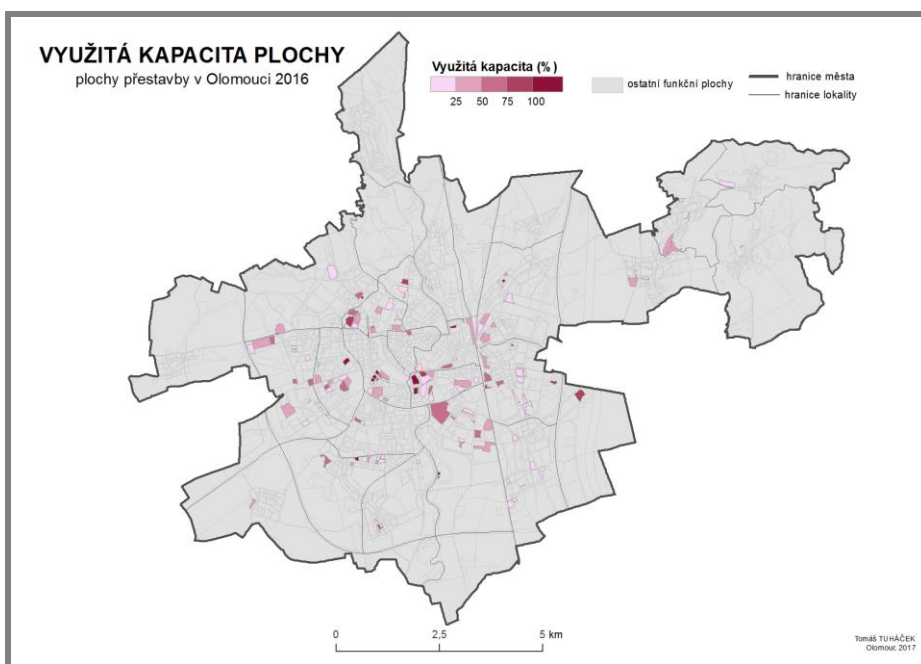 VYUŽITÁ KAPACITA PLOCHY
plochy přestavby v Olomouci 2016
Využitá kapacita (%)
25 50 75 100
ostatní funkční plochy
hranice města
hranice lokality
0 2,5 5 km
Tomáš TUHÁČEK
Olomouc 2017